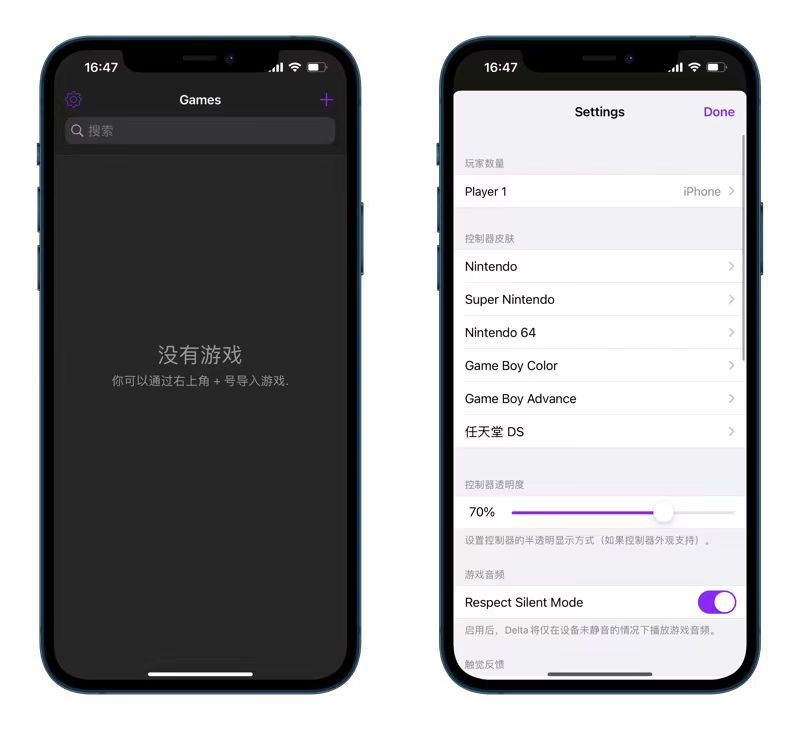 16:47
Games
搜索
没有游戏
你可以通过右上角 + 号导入游戏.
16:47
Settings
Done
玩家数量
Player 1 iPhone
控制器皮肤
Nintendo
Super Nintendo
Nintendo 64
Game Boy Color
Game Boy Advance
任天堂 DS
控制器透明度
70%
设置控制器的半透明显示方式（如果控制器外观支持）。
游戏音频
Respect Silent Mode
启用后，Delta 将仅在设备未静音的情况下播放游戏音频。
触觉反馈